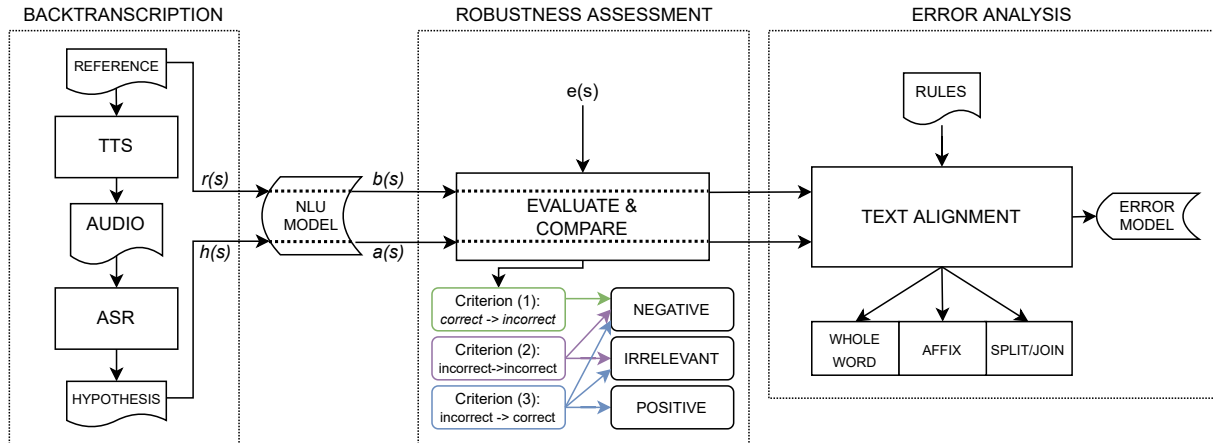 BACKTRANSCRIPTION
REFERENCE
TTS
AUDIO
ASR
HYPOTHESIS
r(s)
h(s)
NLU
MODEL
b(s)
a(s)
ROBUSTNESS ASSESSMENT
e(s)
EVALUATE &
COMPARE
Criterion (1):
correct -> incorrect
Criterion (2):
incorrect->incorrect
Criterion (3):
incorrect -> correct
NEGATIVE
IRRELEVANT
POSITIVE
ERROR ANALYSIS
RULES
TEXT ALIGNMENT
ERROR
MODEL
WHOLE
WORD
AFFIX
SPLIT/JOIN